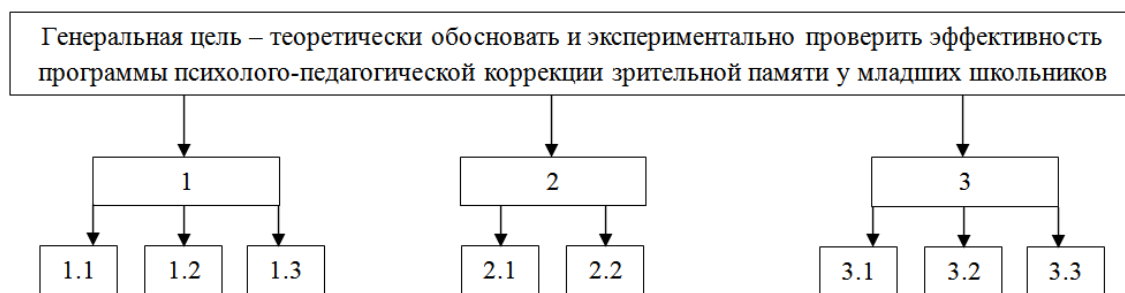 Генеральная цель – теоретически обосновать и экспериментально проверить эффективность
программы психолого-педагогической коррекции зрительной памяти у младших школьников
1 2 3
1.1 1.2 1.3 2.1 2.2 3.1 3.2 3.3